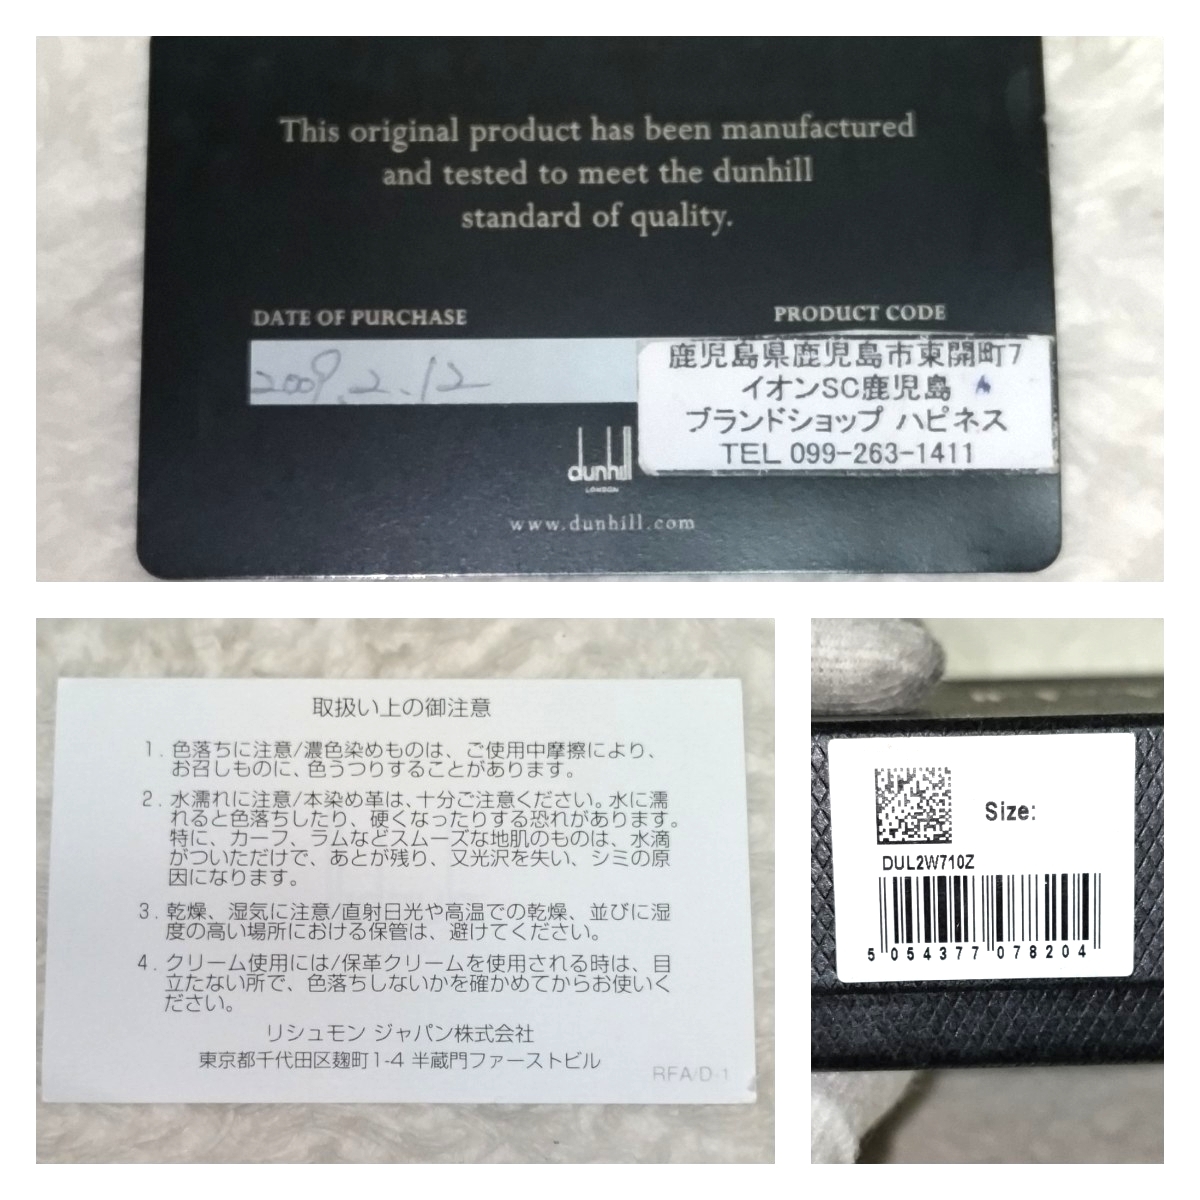 This original product has been manufactured
and tested to meet the dunhill
standard of quality.
DATE OF PURCHASE
PRODUCT CODE
2009.2.12
鹿児島県鹿児島市東開町7
イオンSC鹿児島
ブランドショップ ハピネス
TEL 099-263-1411
dunhill
LONDON
www.dunhill.com
取扱い上の御注意
1. 色落ちに注意/濃色染めものは、ご使用中摩擦により、
お召しものに、色うつりすることがあります。
2. 水濡れに注意/本染め革は、十分ご注意ください。水に濡
れると色落ちしたり、硬くなったりする恐れがあります。
特に、カーフ、ラムなどスムーズな地肌のものは、水滴
がついただけで、あとが残り、又光沢を失い、シミの原
因になります。
3. 乾燥、湿気に注意/直射日光や高温での乾燥、並びに湿
度の高い場所における保管は、避けてください。
4. クリーム使用には/保革クリームを使用される時は、目
立たない所で、色落ちしないかを確かめてからお使いく
ださい。
リシュモン ジャパン株式会社
東京都千代田区麹町1-4 半蔵門ファーストビル
RFA/D-1
Size:
DUL2W710Z
5 054377 078204